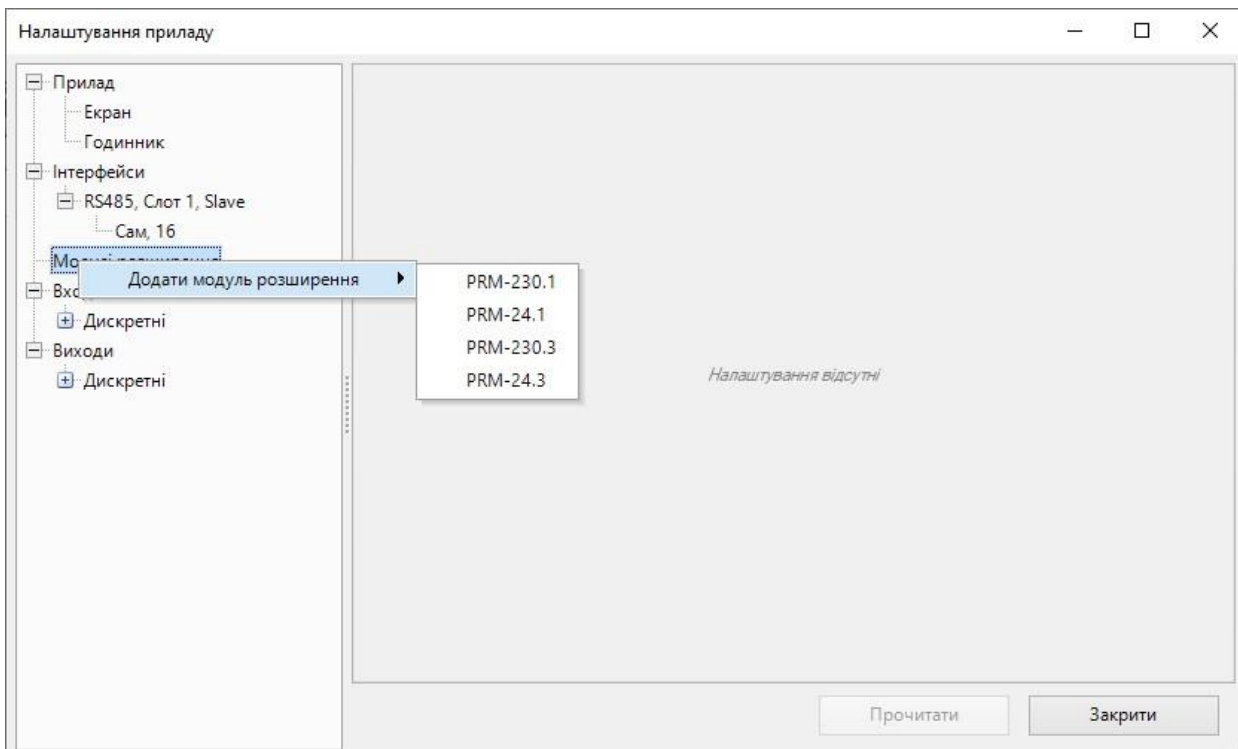 Налаштування приладу
Прилад
Екран
Годинник
Інтерфейси
RS485, Слот 1, Slave
Сам, 16
Додати модуль розширення
PRM-230.1
PRM-24.1
PRM-230.3
PRM-24.3
Дискретні
Виходи
Дискретні
Налаштування відсутні
Прочитати
Закрити